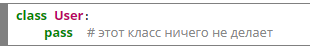 class User:
    pass  # этот класс ничего не делает